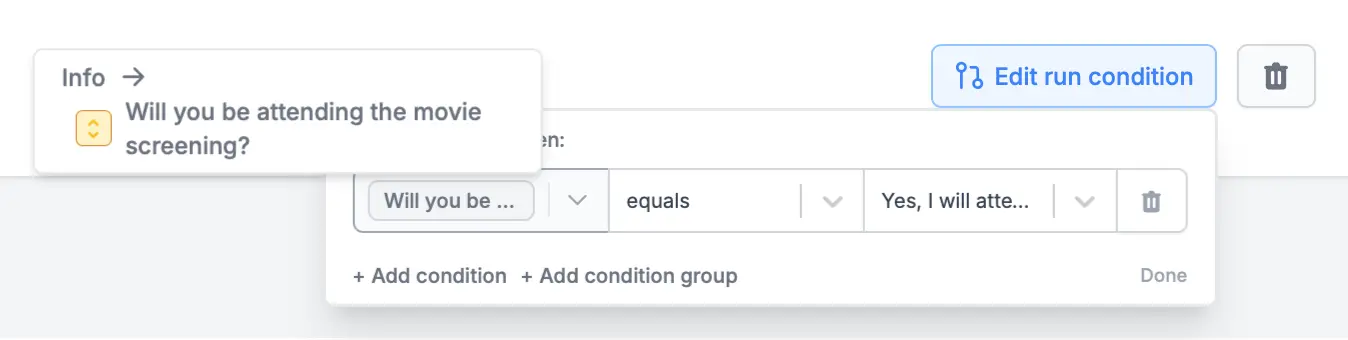 Info →
Will you be attending the movie
screening?
Edit run condition
en:
Will you be ...
equals
Yes, I will atte...
+ Add condition + Add condition group
Done